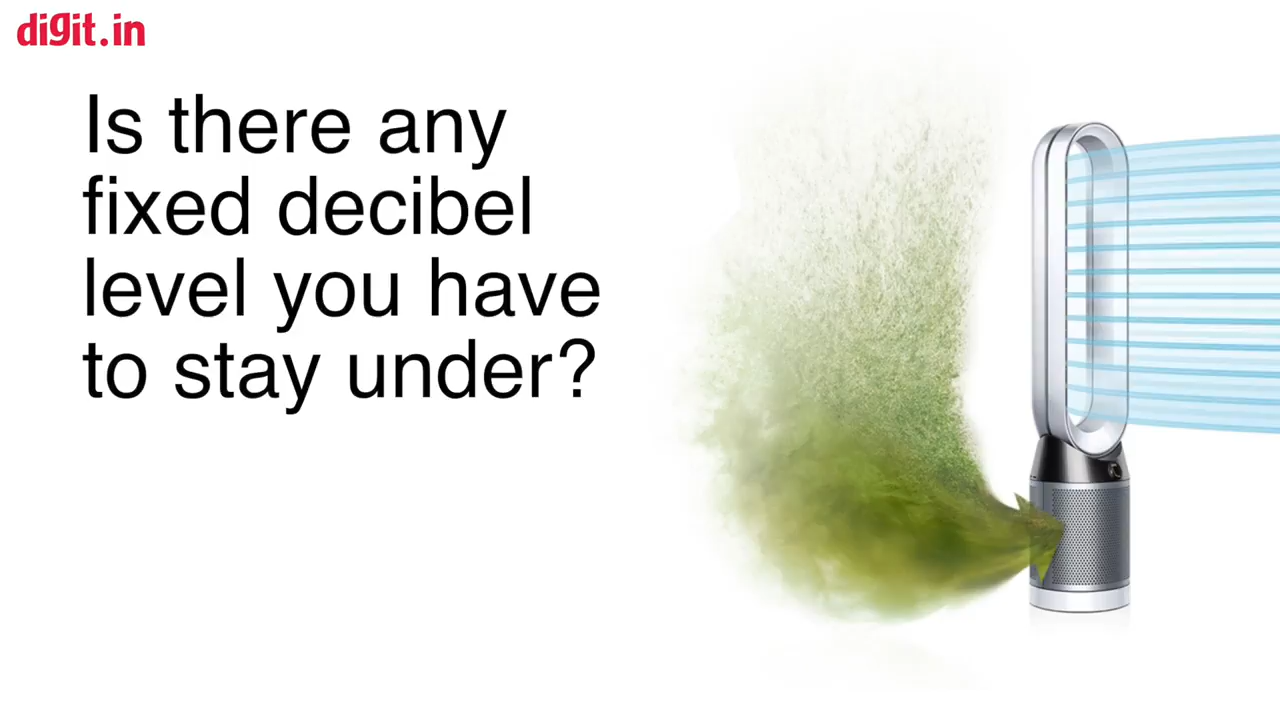 digit.in
Is there any
fixed decibel
level you have
to stay under?